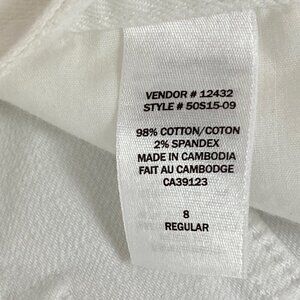 VENDOR # 12432
STYLE # 50S15-09
98% COTTON/COTON
2% SPANDEX
MADE IN CAMBODIA
FAIT AU CAMBODGE
CA39123
8
REGULAR